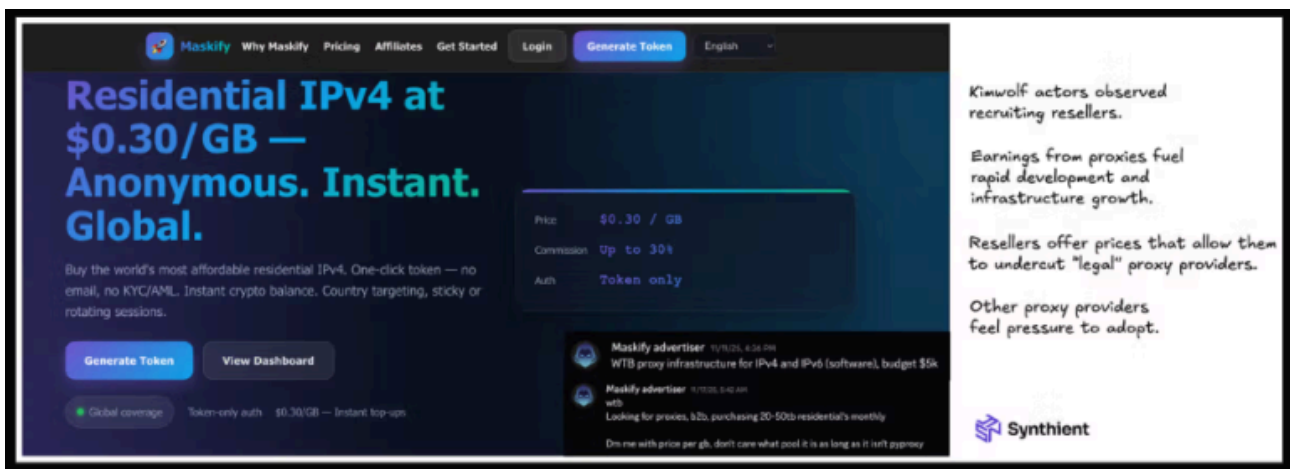 Maskify Why Maskify Pricing Affiliates Get Started Login Generate Token English
Residential IPv4 at
$0.30/GB —
Anonymous. Instant.
Global.
Buy the world's most affordable residential IPv4. One-click token — no
email, no KYC/AML. Instant crypto balance. Country targeting, sticky or
rotating sessions.
Generate Token View Dashboard
Global coverage Token-only auth $0.30/GB — Instant top-ups
Price $0.30 / GB
Commission Up to 30%
Auth Token only
Maskify advertiser 11/11/25, 6:26 PM
WTB proxy infrastructure for IPv4 and IPv6 (software), budget $5k
Maskify advertiser
wtb
Looking for proxies, b2b, purchasing 20-50tb residential's monthly
Dm me with price per gb, don't care what pool it is as long as it isn't pyproxy
Kimwolf actors observed
recruiting resellers.
Earnings from proxies fuel
rapid development and
infrastructure growth.
Resellers offer prices that allow them
to undercut "legal" proxy providers.
Other proxy providers
feel pressure to adopt.
Synthient